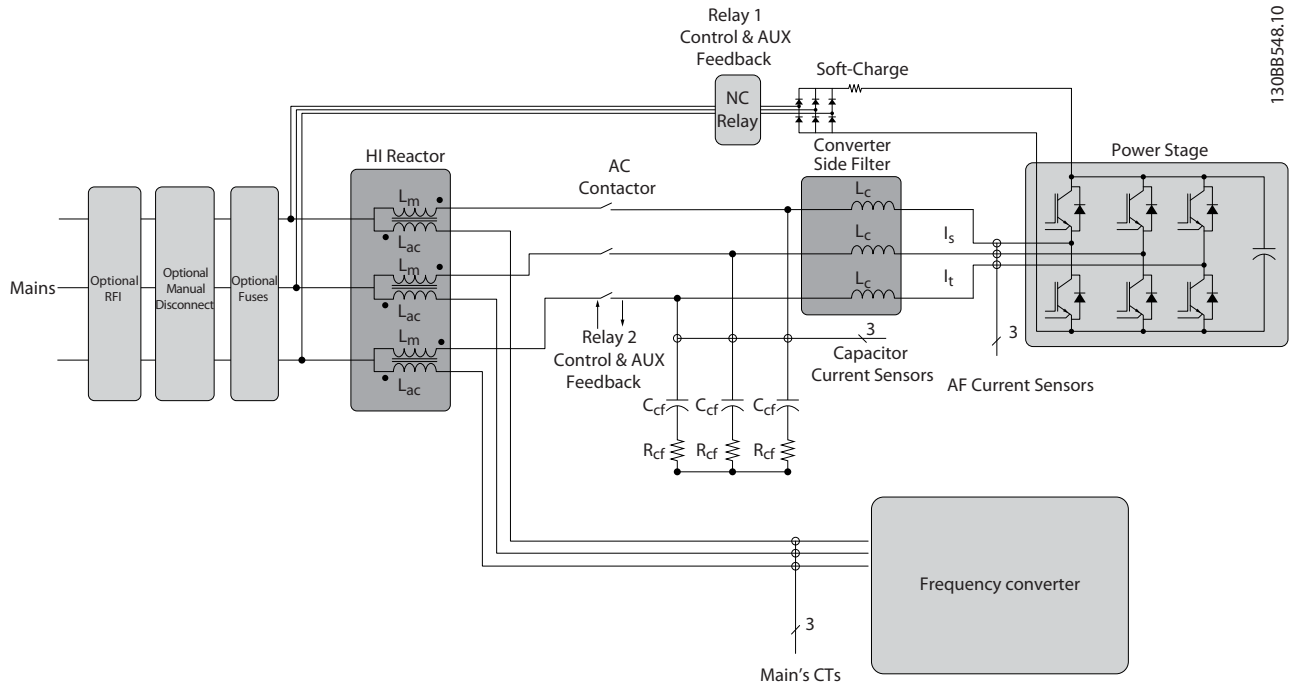 Relay 1
Control & AUX
Feedback
130BB548.10
Soft-Charge
NC
Relay
Converter
Side Filter
Power Stage
HI Reactor
AC
Contactor
Lm
Lac
Lm
Lac
Lm
Lac
Lc
Lc
Lc
Is
It
Mains
Optional
RFI
Optional
Manual
Disconnect
Optional
Fuses
Relay 2
Control & AUX
Feedback
3
Capacitor
Current Sensors
3
AF Current Sensors
Ccf
Ccf
Ccf
Rcf
Rcf
Rcf
Frequency converter
3
Main's CTs